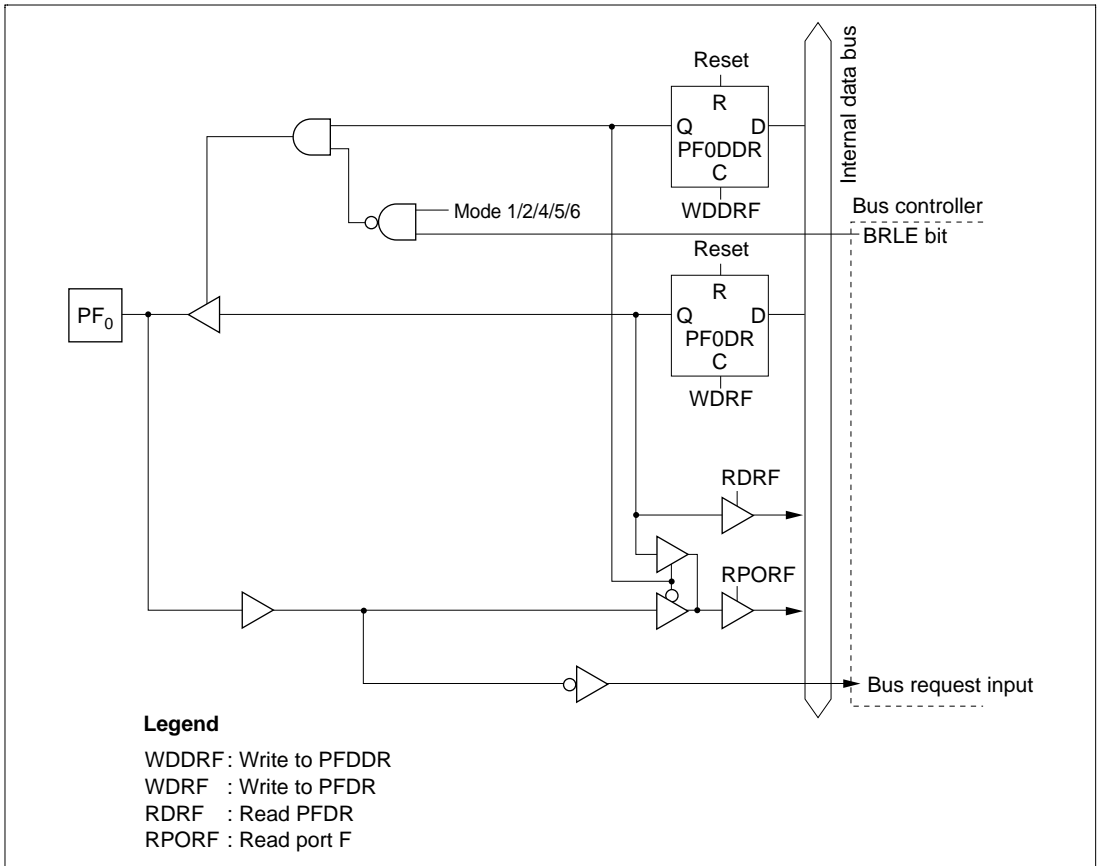 Reset
R
Q D
PF0DDR
C
WDDRF
Internal data bus
Mode 1/2/4/5/6
Bus controller
BRLE bit
Reset
R
PF0
Q D
PF0DR
C
WDRF
RDRF
RPORF
Bus request input
Legend
WDDRF : Write to PFDDR
WDRF : Write to PFDR
RDRF : Read PFDR
RPORF : Read port F